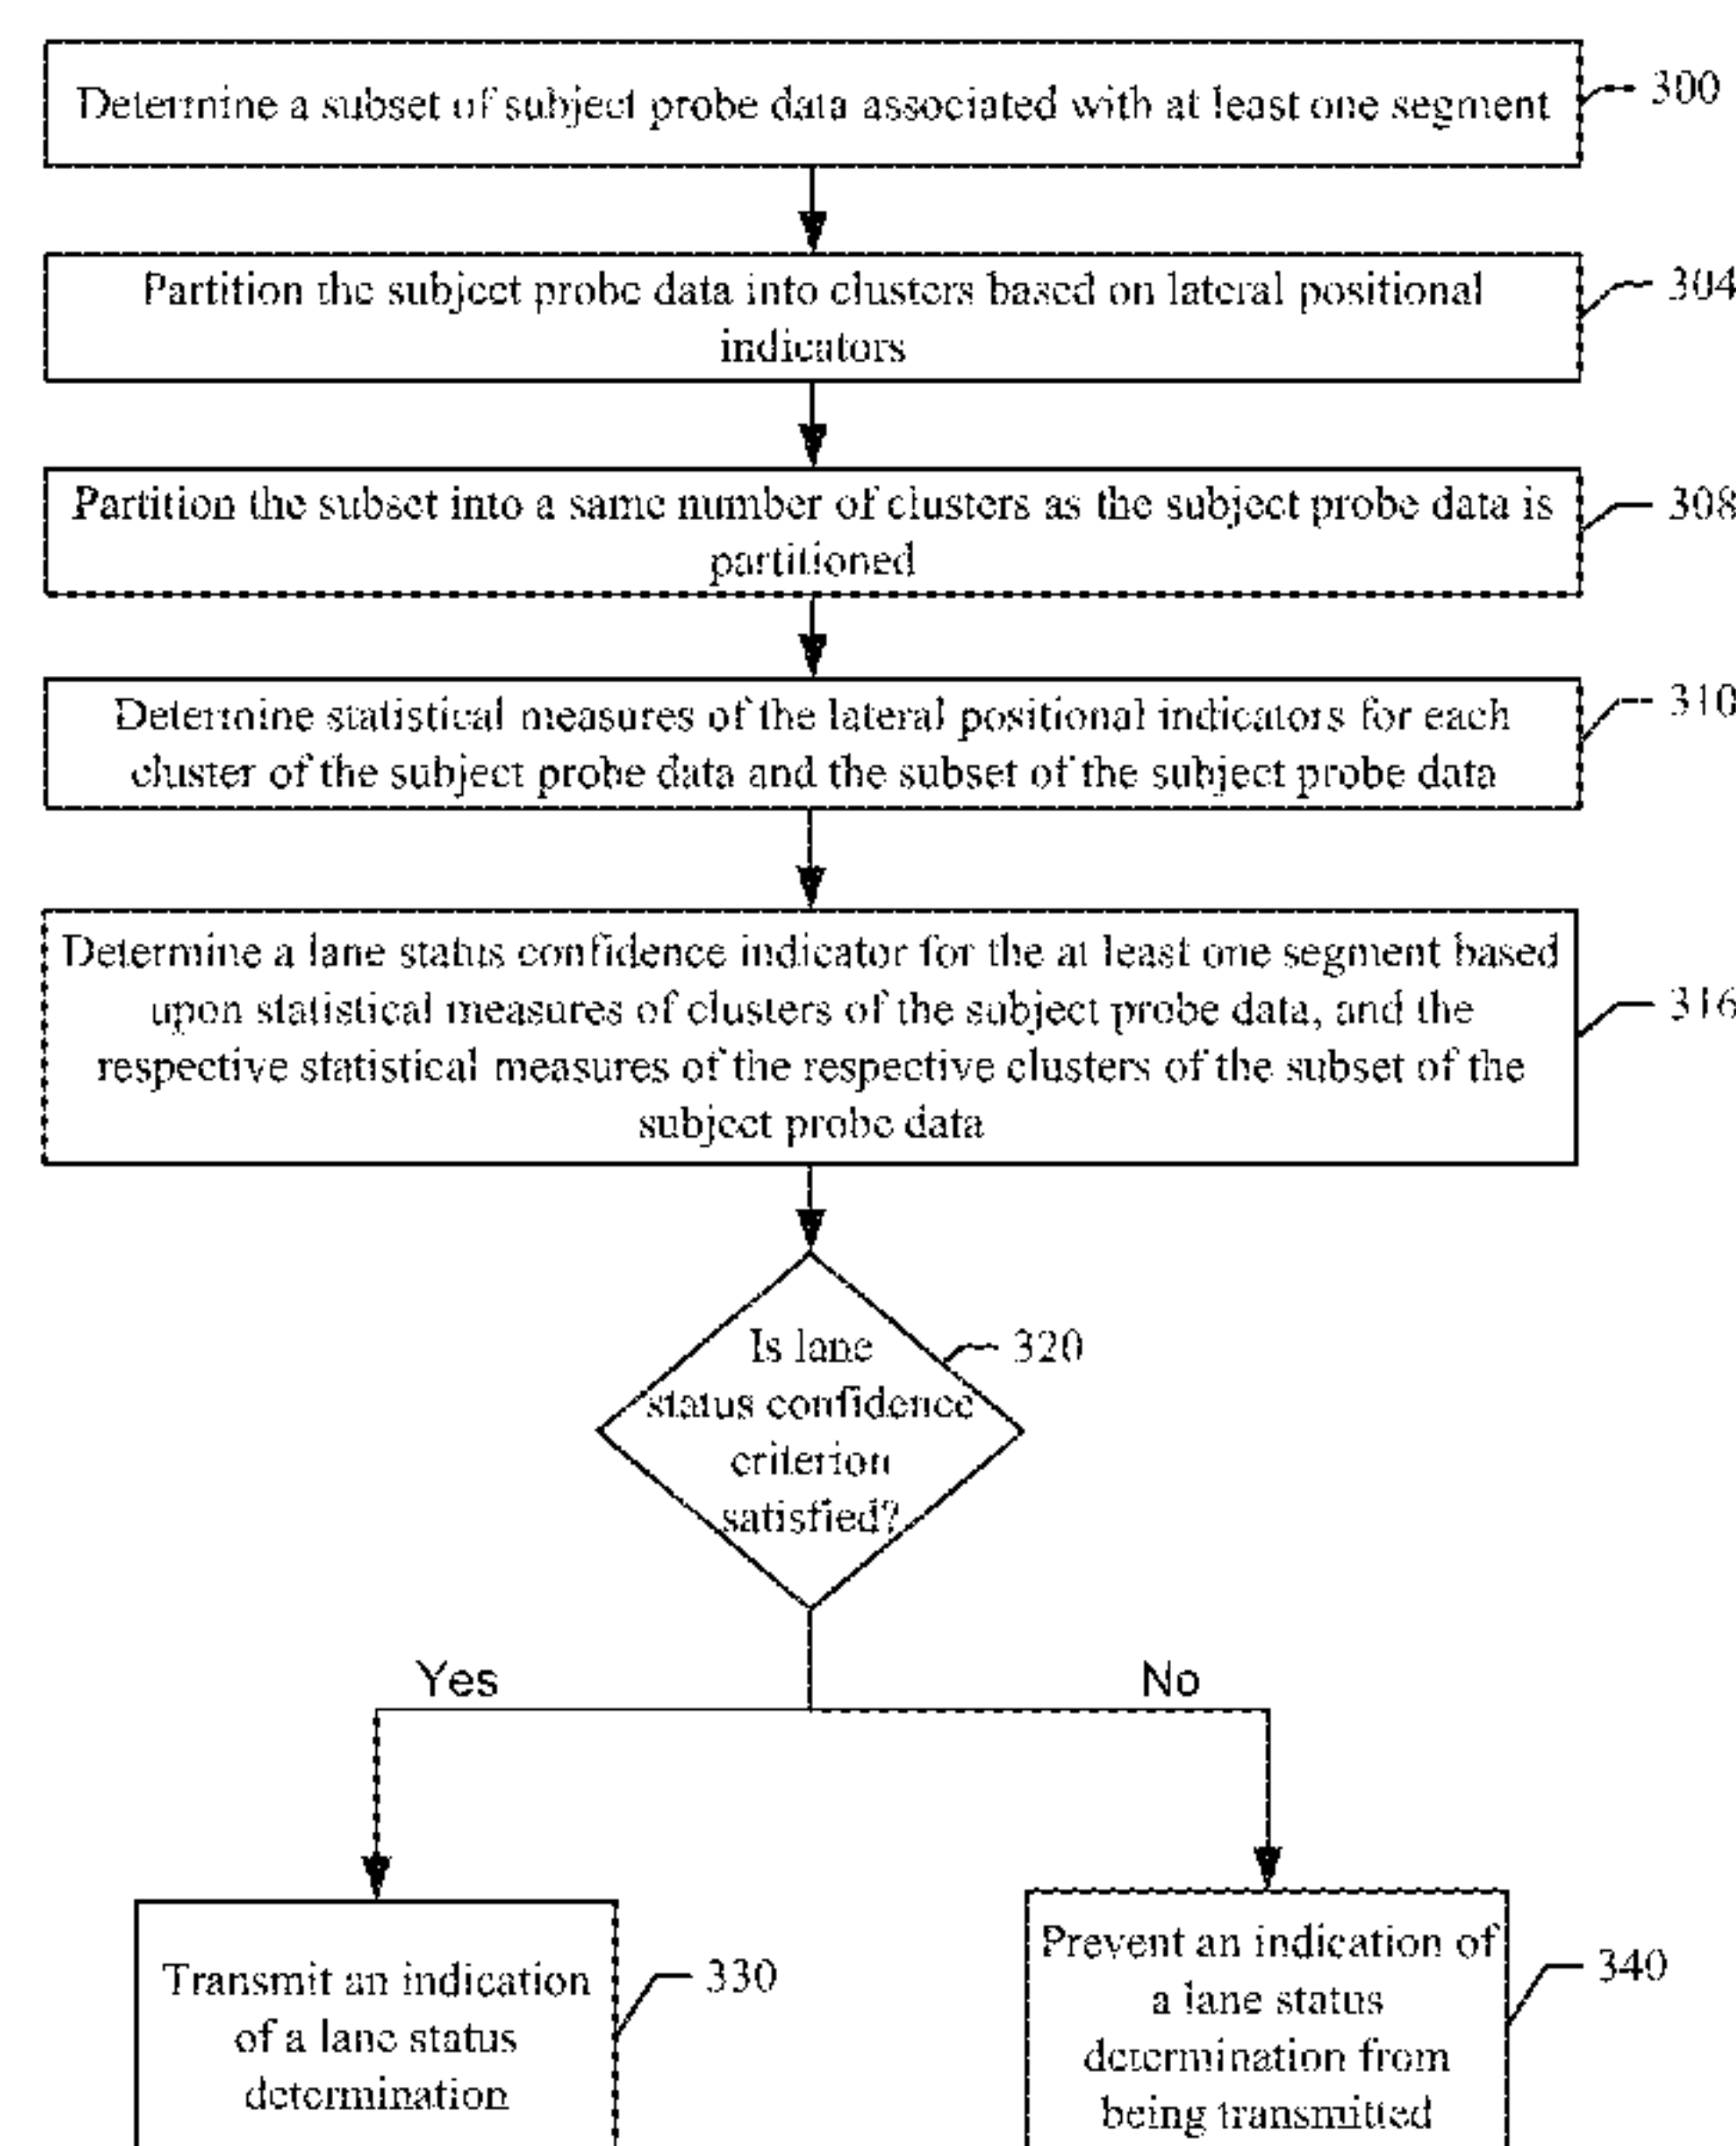 Determine a subset of subject probe data associated with at least one segment
300
Partition the subject probe data into clusters based on lateral positional
indicators
304
Partition the subset into a same number of clusters as the subject probe data is
partitioned
308
Determine statistical measures of the lateral positional indicators for each
cluster of the subject probe data and the subset of the subject probe data
310
Determine a lane status confidence indicator for the at least one segment based
upon statistical measures of clusters of the subject probe data, and the
respective statistical measures of the respective clusters of the subset of the
subject probe data
316
Is lane
status confidence
criterion
satisfied?
320
Yes
No
Transmit an indication
of a lane status
determination
330
Prevent an indication of
a lane status
determination from
being transmitted
340